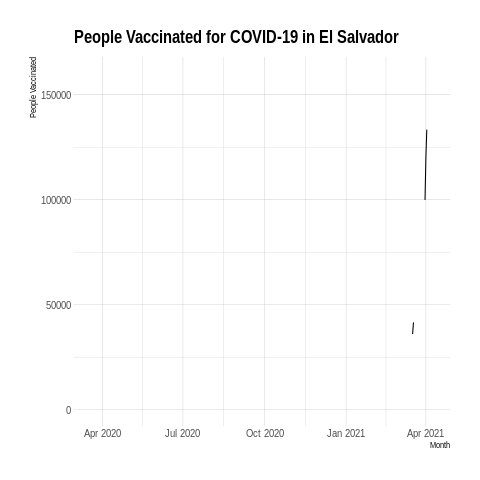 People Vaccinated for COVID-19 in El Salvador
People Vaccinated
150000
100000
50000
0
Apr 2020 Jul 2020 Oct 2020 Jan 2021 Apr 2021
Month